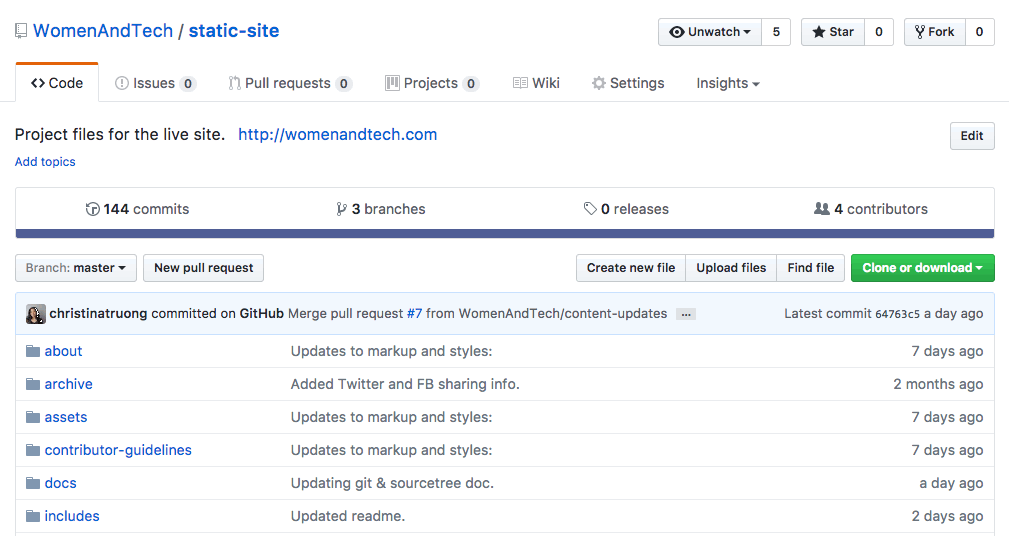 WomenAndTech / static-site Unwatch 5 Star 0 Fork 0
Code Issues 0 Pull requests 0 Projects 0 Wiki Settings Insights
Project files for the live site. http://womenandtech.com Edit
Add topics
144 commits 3 branches 0 releases 4 contributors
Branch: master New pull request Create new file Upload files Find file Clone or download
christinatruong committed on GitHub Merge pull request #7 from WomenAndTech/content-updates ... Latest commit 64763c5 a day ago
about Updates to markup and styles: 7 days ago
archive Added Twitter and FB sharing info. 2 months ago
assets Updates to markup and styles: 7 days ago
contributor-guidelines Updates to markup and styles: 7 days ago
docs Updating git & sourcetree doc. a day ago
includes Updated readme. 2 days ago